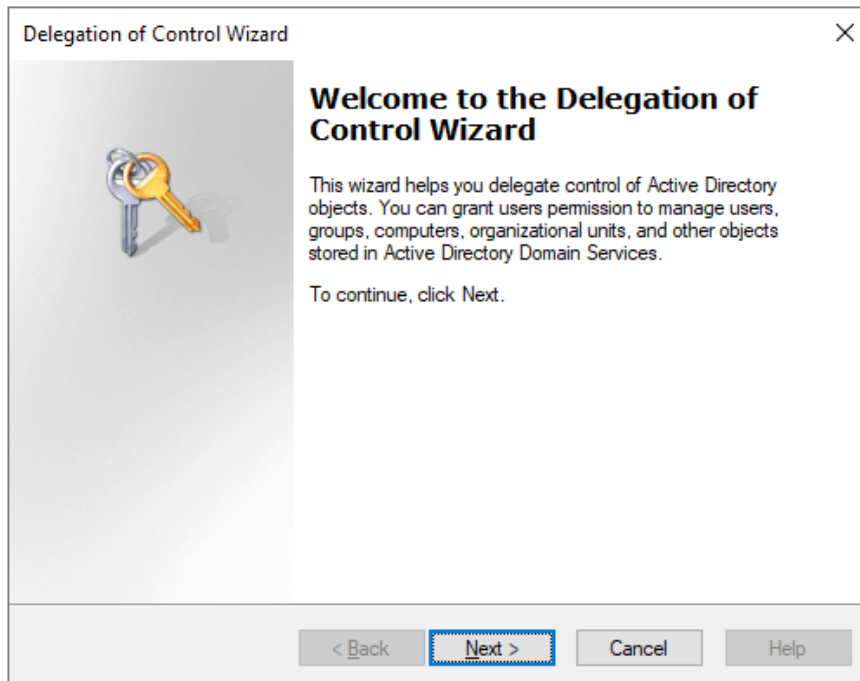 Delegation of Control Wizard
Welcome to the Delegation of
Control Wizard
This wizard helps you delegate control of Active Directory
objects. You can grant users permission to manage users,
groups, computers, organizational units, and other objects
stored in Active Directory Domain Services.
To continue, click Next.
< Back Next > Cancel Help